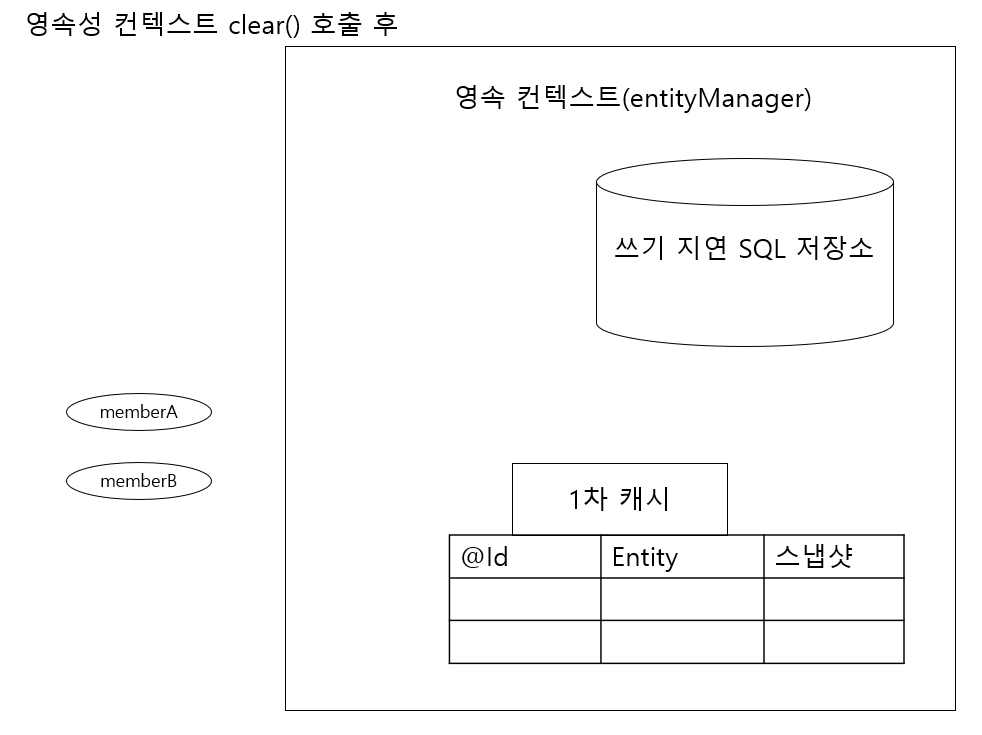 영속성 컨텍스트 clear() 호출 후
영속 컨텍스트(entityManager)
쓰기 지연 SQL 저장소
memberA
memberB
1차 캐시
@Id Entity 스냅샷